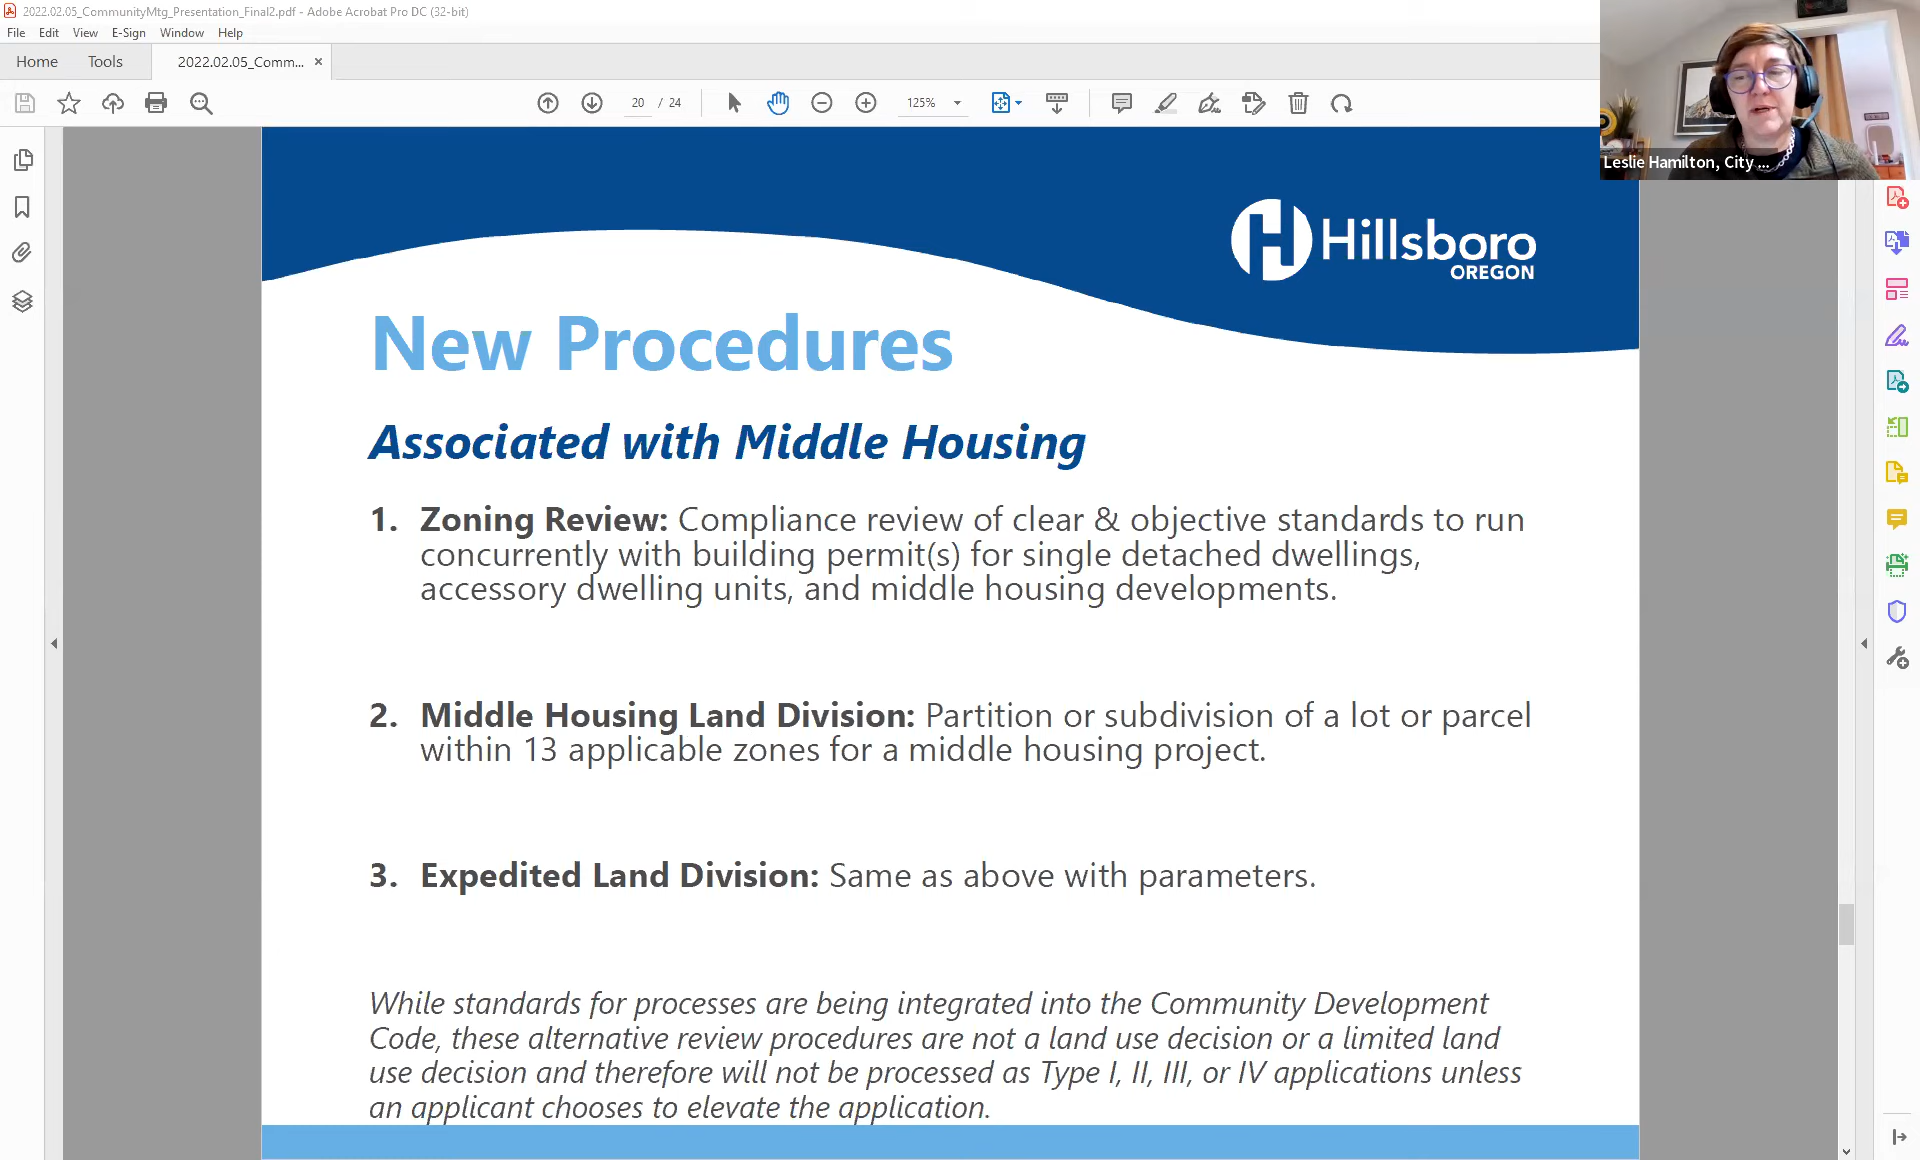 2022.02.05_CommunityMtg_Presentation_Final2.pdf - Adobe Acrobat Pro DC (32-bit)
File Edit View E-Sign Window Help
Home Tools 2022.02.05_Comm... ×
20 / 24 125%
Leslie Hamilton, City ...
Hillsboro
OREGON
New Procedures
Associated with Middle Housing
1. Zoning Review: Compliance review of clear & objective standards to run
concurrently with building permit(s) for single detached dwellings,
accessory dwelling units, and middle housing developments.
2. Middle Housing Land Division: Partition or subdivision of a lot or parcel
within 13 applicable zones for a middle housing project.
3. Expedited Land Division: Same as above with parameters.
While standards for processes are being integrated into the Community Development
Code, these alternative review procedures are not a land use decision or a limited land
use decision and therefore will not be processed as Type I, II, III, or IV applications unless
an applicant chooses to elevate the application.